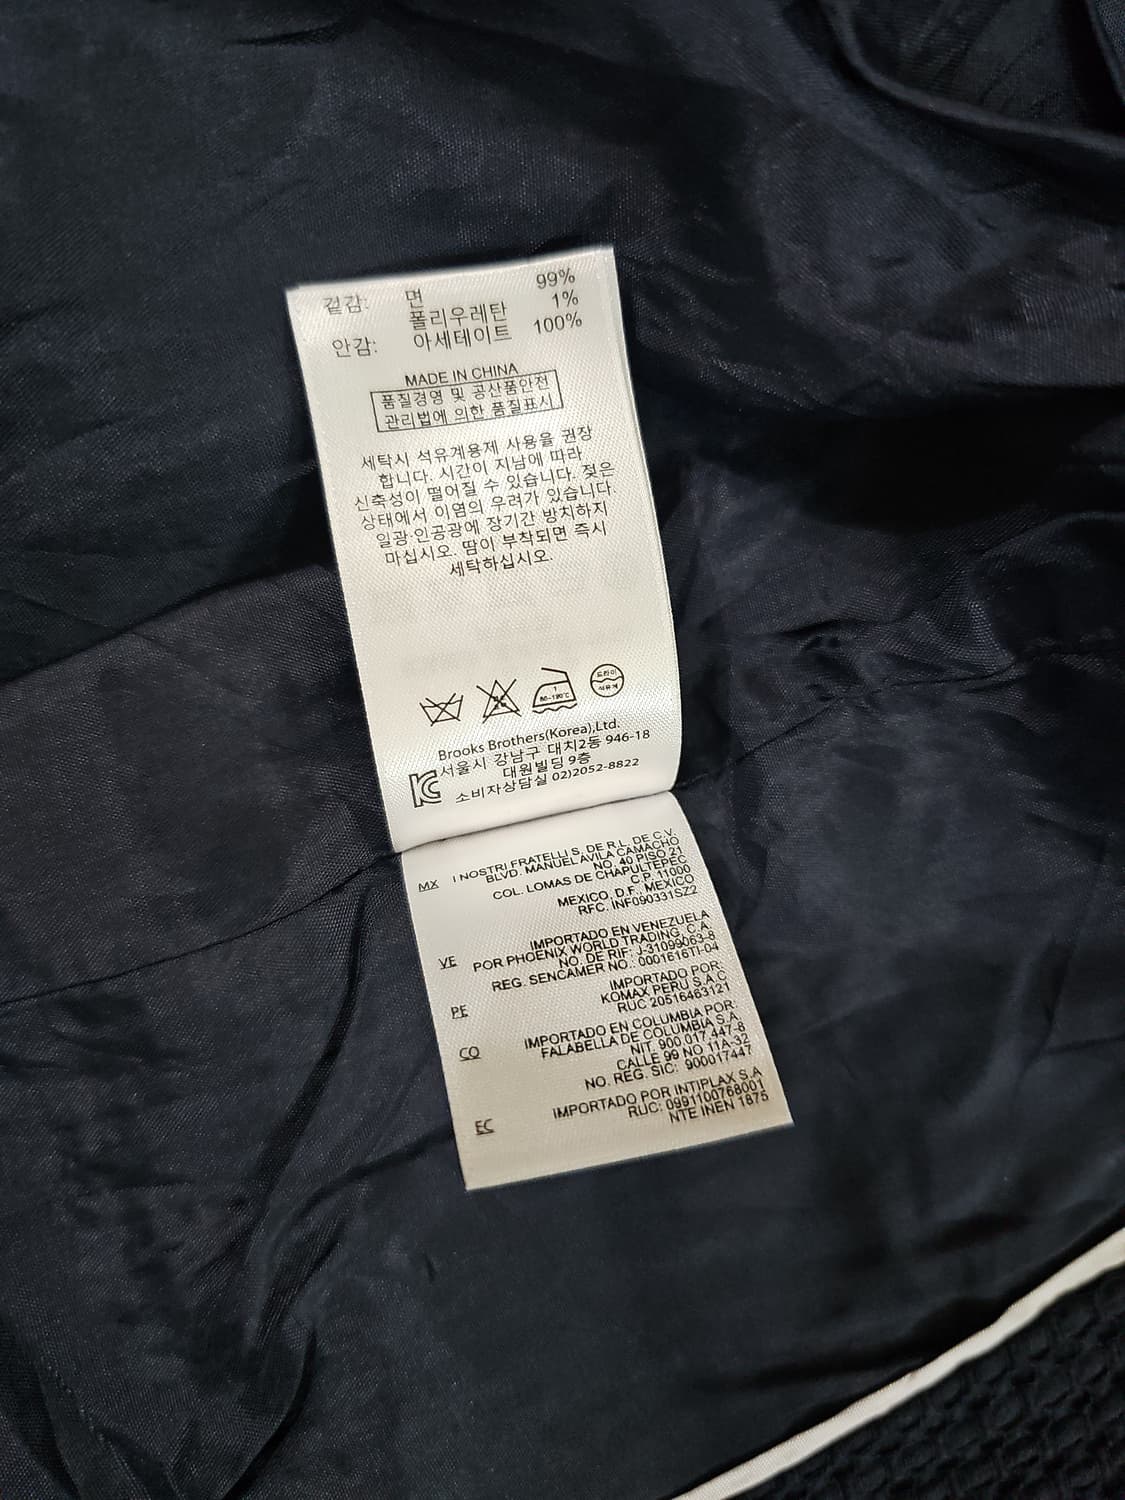 겉감: 면 99%
폴리우레탄 1%
안감: 아세테이트 100%
MADE IN CHINA
품질경영 및 공산품안전
관리법에 의한 품질표시
세탁시 석유계용제 사용을 권장
합니다. 시간이 지남에 따라
신축성이 떨어질 수 있습니다. 젖은
상태에서 이염의 우려가 있습니다.
일광·인공광에 장기간 방치하지
마십시오. 땀이 부착되면 즉시
세탁하십시오.
드라이
석유계
1
80~120℃
Brooks Brothers(Korea),Ltd.
서울시 강남구 대치2동 946-18
대원빌딩 9층
소비자상담실 02)2052-8822
MX I NOSTRI FRATELLI S, DE R.L. DE C.V.
BLVD. MANUEL AVILA CAMACHO
NO. 40 PISO 21
COL. LOMAS DE CHAPULTEPEC
C.P. 11000
MEXICO, D.F., MEXICO
RFC. INF090331SZ2
VE IMPORTADO EN VENEZUELA
POR PHOENIX WORLD TRADING, C.A.
NO. DE RIF: J-31099063-8
REG. SENCAMER NO.: 0001616TI-04
PE IMPORTADO POR:
KOMAX PERU S.A.C
RUC 20516463121
CO IMPORTADO EN COLUMBIA POR:
FALABELLA DE COLUMBIA S.A.
NIT. 900.017.447-8
CALLE 99 NO.11A-32
NO. REG. SIC: 900017447
EC IMPORTADO POR INTIPLAX S.A
RUC: 0991100768001
NTE INEN 1875